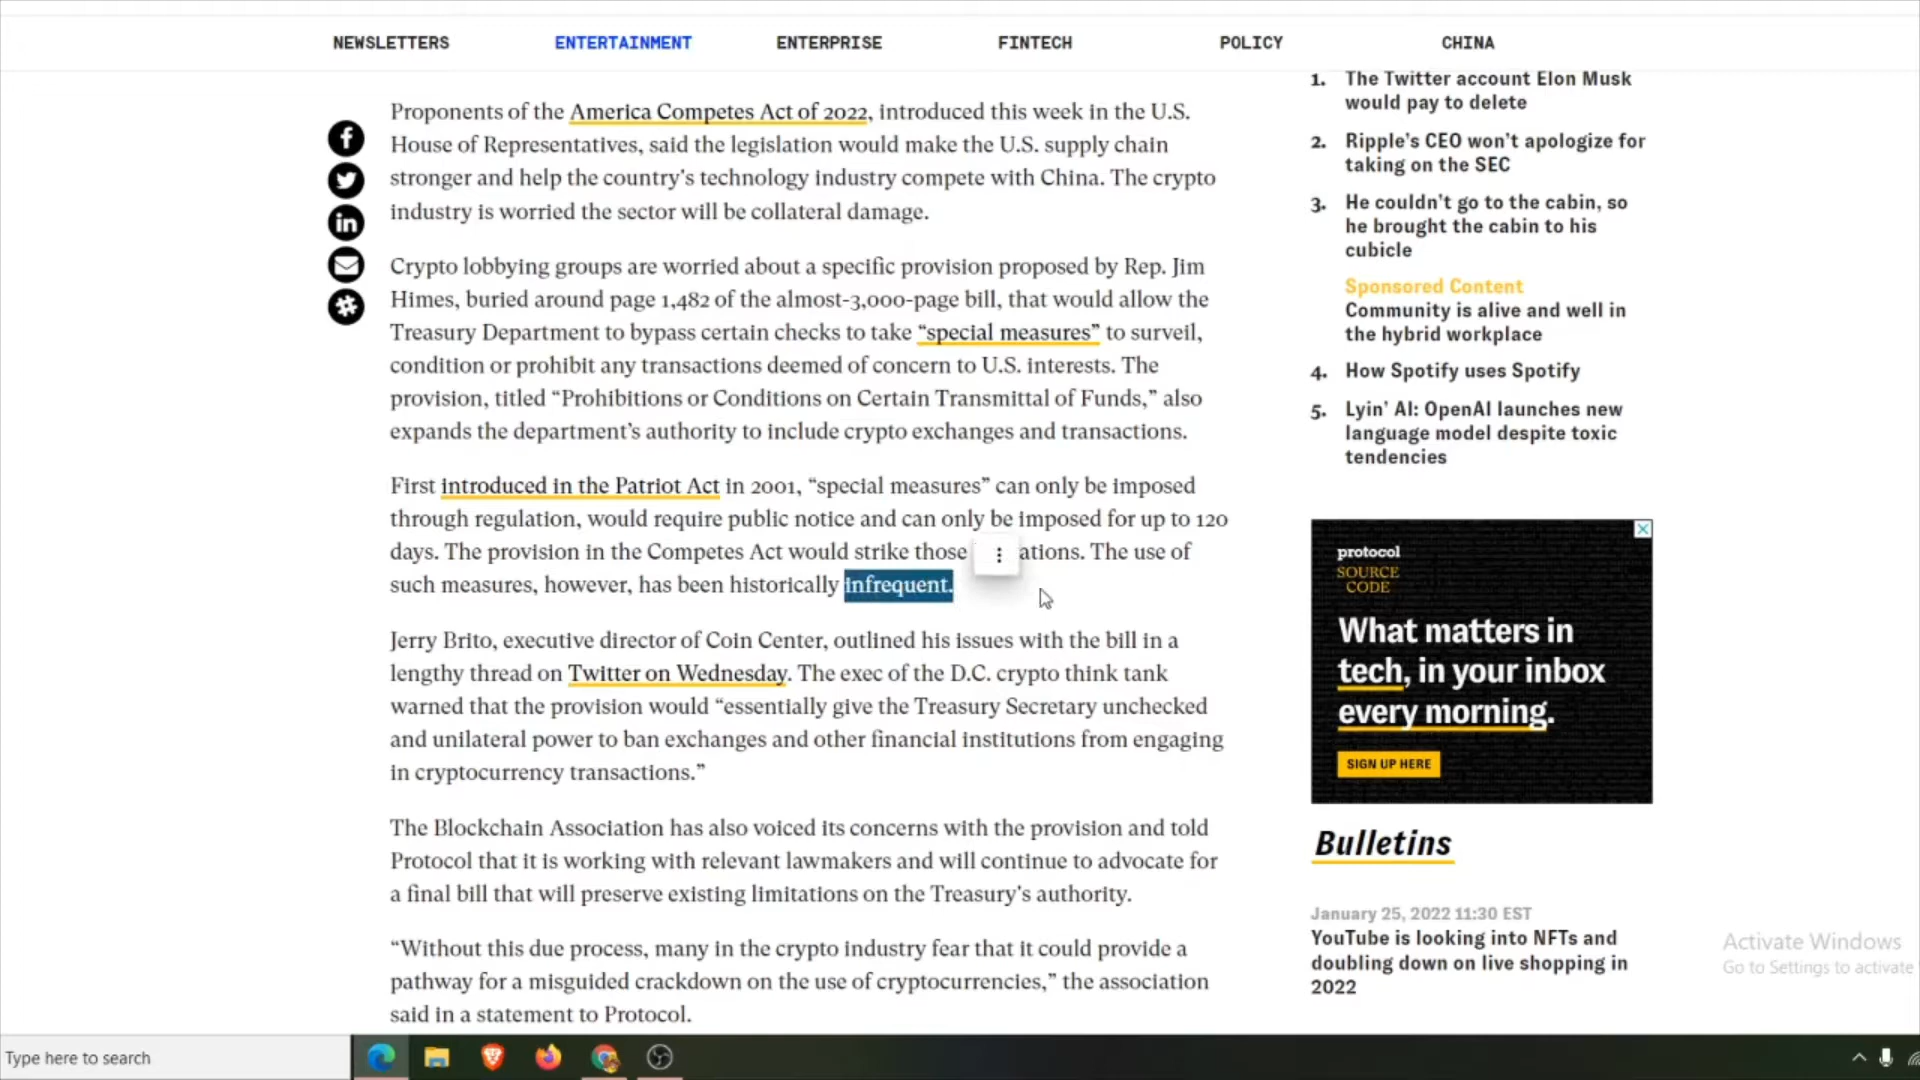 NEWSLETTERS ENTERTAINMENT ENTERPRISE FINTECH POLICY CHINA
Proponents of the America Competes Act of 2022, introduced this week in the U.S.
House of Representatives, said the legislation would make the U.S. supply chain
stronger and help the country’s technology industry compete with China. The crypto
industry is worried the sector will be collateral damage.
Crypto lobbying groups are worried about a specific provision proposed by Rep. Jim
Himes, buried around page 1,482 of the almost-3,000-page bill, that would allow the
Treasury Department to bypass certain checks to take “special measures” to surveil,
condition or prohibit any transactions deemed of concern to U.S. interests. The
provision, titled “Prohibitions or Conditions on Certain Transmittal of Funds,” also
expands the department’s authority to include crypto exchanges and transactions.
First introduced in the Patriot Act in 2001, “special measures” can only be imposed
through regulation, would require public notice and can only be imposed for up to 120
days. The provision in the Competes Act would strike those ations. The use of
such measures, however, has been historically infrequent.
Jerry Brito, executive director of Coin Center, outlined his issues with the bill in a
lengthy thread on Twitter on Wednesday. The exec of the D.C. crypto think tank
warned that the provision would “essentially give the Treasury Secretary unchecked
and unilateral power to ban exchanges and other financial institutions from engaging
in cryptocurrency transactions.”
The Blockchain Association has also voiced its concerns with the provision and told
Protocol that it is working with relevant lawmakers and will continue to advocate for
a final bill that will preserve existing limitations on the Treasury’s authority.
“Without this due process, many in the crypto industry fear that it could provide a
pathway for a misguided crackdown on the use of cryptocurrencies,” the association
said in a statement to Protocol.
1. The Twitter account Elon Musk
would pay to delete
2. Ripple’s CEO won’t apologize for
taking on the SEC
3. He couldn’t go to the cabin, so
he brought the cabin to his
cubicle
Sponsored Content
Community is alive and well in
the hybrid workplace
4. How Spotify uses Spotify
5. Lyin’ AI: OpenAI launches new
language model despite toxic
tendencies
protocol
SOURCE
CODE
What matters in
tech, in your inbox
every morning.
SIGN UP HERE
Bulletins
January 25, 2022 11:30 EST
YouTube is looking into NFTs and
doubling down on live shopping in
2022
Activate Windows
Go to Settings to activate
Type here to search